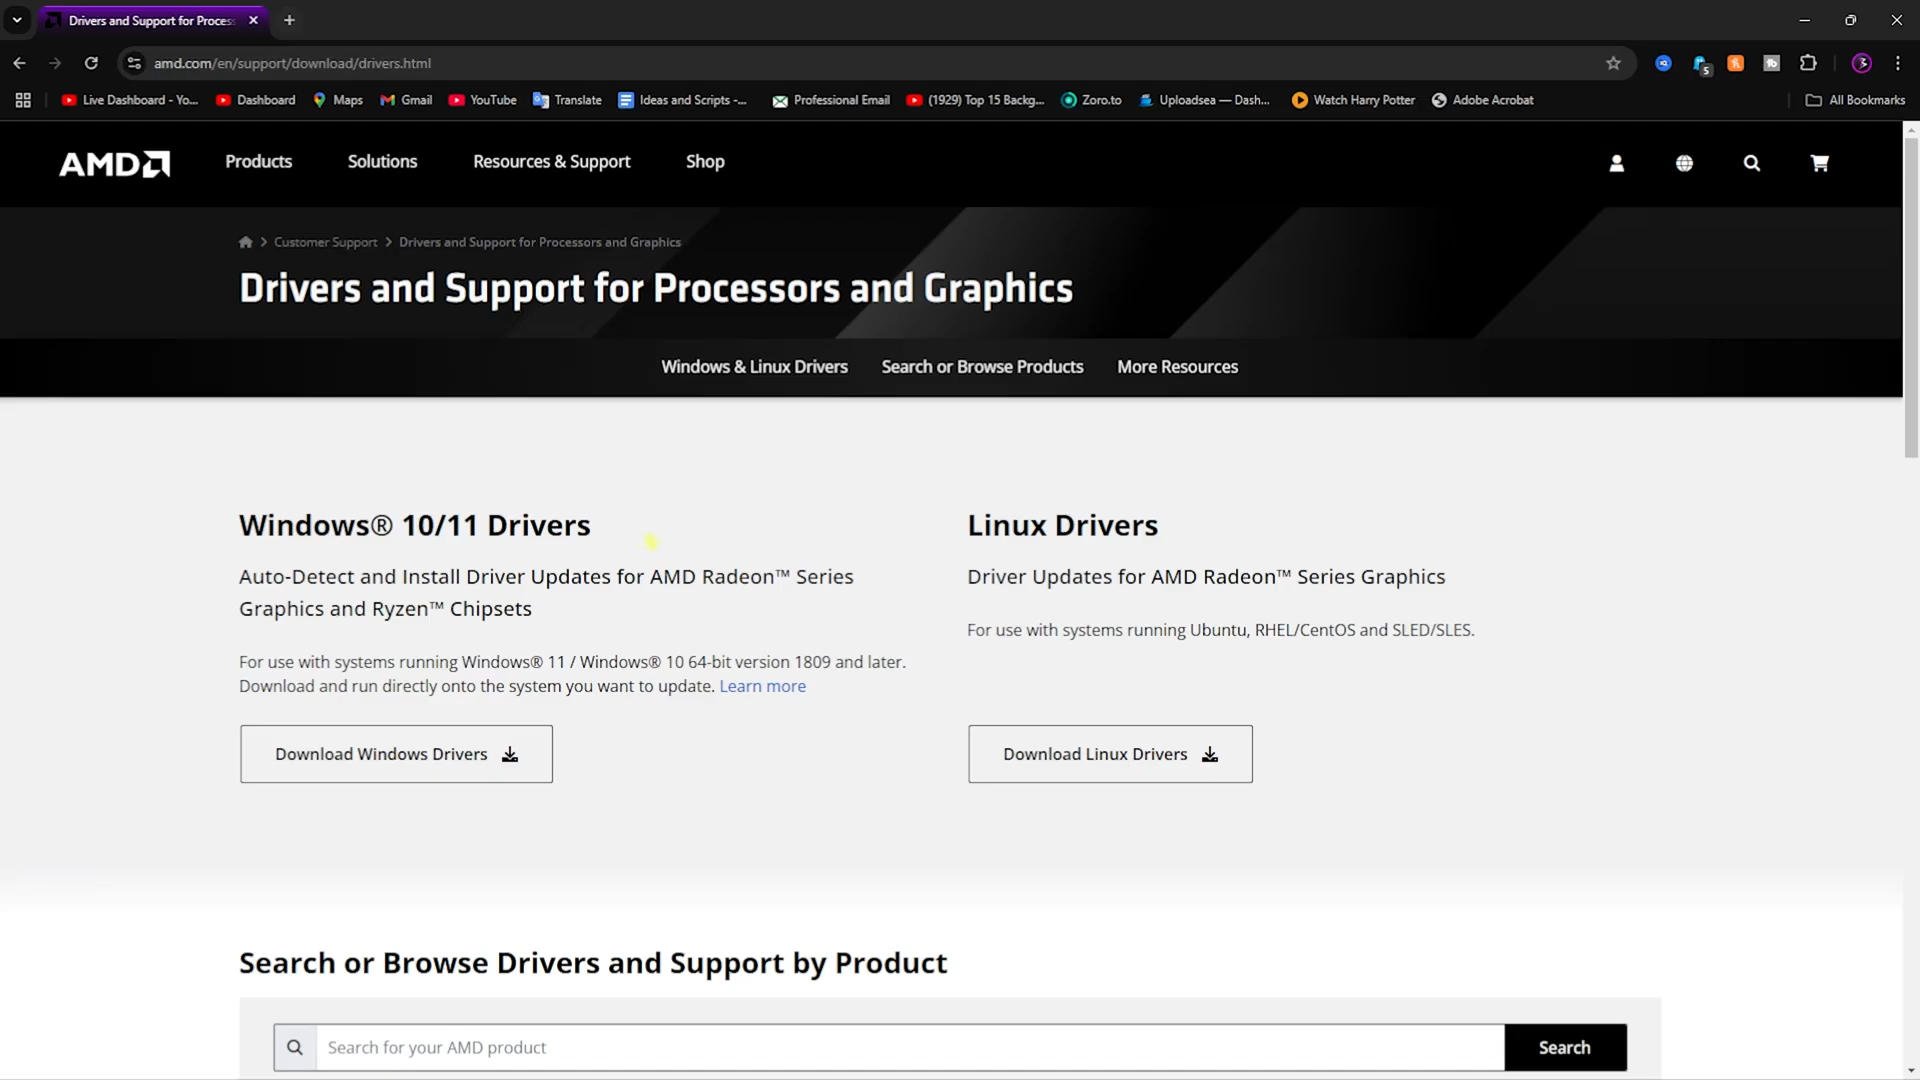 Drivers and Support for Proces
amd.com/en/support/download/drivers.html
5
Live Dashboard - Yo... Dashboard Maps Gmail YouTube Translate Ideas and Scripts -... Professional Email (1929) Top 15 Backg... Zoro.to Uploadsea — Dash... Watch Harry Potter Adobe Acrobat All Bookmarks
AMD Products Solutions Resources & Support Shop
Customer Support Drivers and Support for Processors and Graphics
Drivers and Support for Processors and Graphics
Windows & Linux Drivers Search or Browse Products More Resources
Windows® 10/11 Drivers
Auto-Detect and Install Driver Updates for AMD Radeon™ Series
Graphics and Ryzen™ Chipsets
For use with systems running Windows® 11 / Windows® 10 64-bit version 1809 and later.
Download and run directly onto the system you want to update. Learn more
Download Windows Drivers
Linux Drivers
Driver Updates for AMD Radeon™ Series Graphics
For use with systems running Ubuntu, RHEL/CentOS and SLED/SLES.
Download Linux Drivers
Search or Browse Drivers and Support by Product
Search for your AMD product
Search